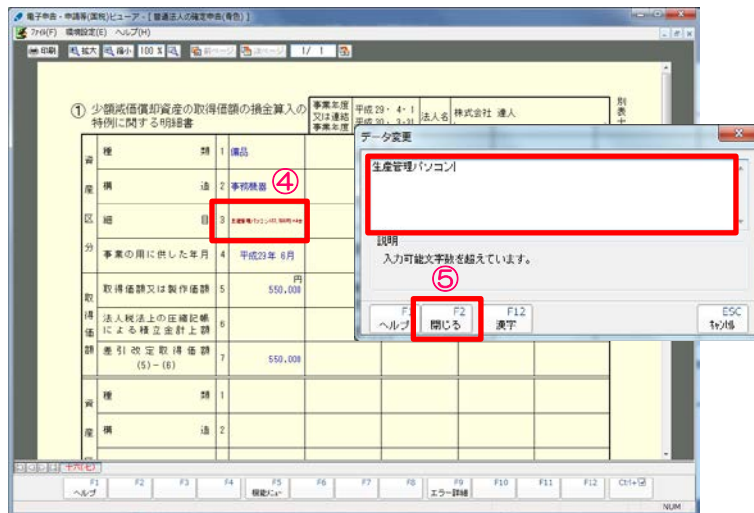 電子申告・申請等(国税)ビューア - [ 普通法人の確定申告(青色) ]
ファイル(F) 環境設定(E) ヘルプ(H)
印刷 拡大 縮小 100 % 前ページ 次ページ 1/ 1
① 少額減価償却資産の取得価額の損金算入の
特例に関する明細書
事業年度
又は連結
事業年度
平成 29・ 4・ 1
平成 30・ 3・31
法人名
株式会社 達人
別表十
資産区分
種 類 1 備品
構 造 2 事務機器
④
細 目 3
事業の用に供した年月 4 平成29年 6月
取得価額
取得価額又は製作価額 5 円 550,000
法人税法上の圧縮記帳
による積立金計上額 6
差引改定取得価額
(5)-(6) 7 550,000
資産
種 類 1
構 造 2
データ変更
生産管理パソコン
説明
入力可能文字数を超えています。
⑤
F1 ヘルプ
F2 閉じる
F12 漢字
ESC キャンセル
十六(七)
F1 ヘルプ F2 F3 F4 F5 機能メニュー F6 F7 F8 F9 エラー詳細 F10 F11 F12 Ctrl+
NUM